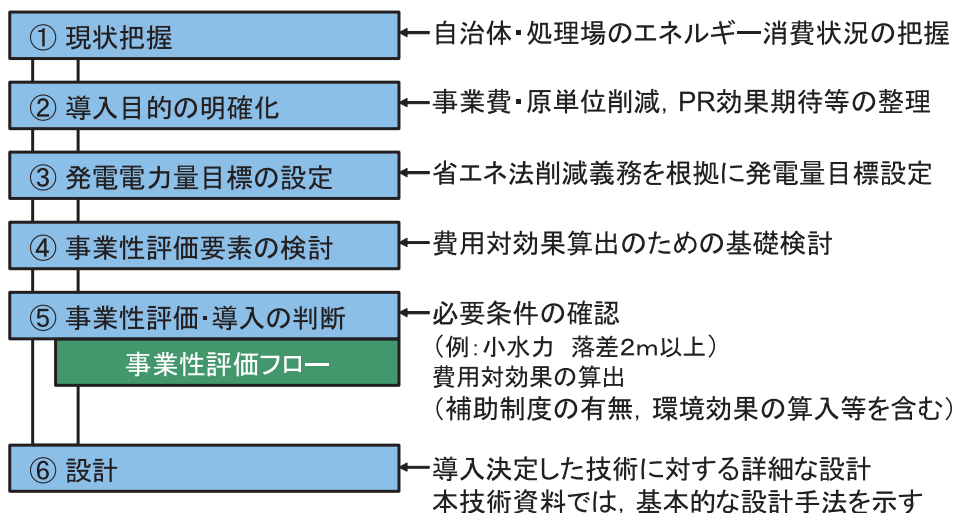 ① 現状把握
自治体・処理場のエネルギー消費状況の把握
② 導入目的の明確化
事業費・原単位削減，PR効果期待等の整理
③ 発電電力量目標の設定
省エネ法削減義務を根拠に発電量目標設定
④ 事業性評価要素の検討
費用対効果算出のための基礎検討
⑤ 事業性評価・導入の判断
事業性評価フロー
必要条件の確認
（例：小水力　落差2m以上）
費用対効果の算出
（補助制度の有無，環境効果の算入等を含む）
⑥ 設計
導入決定した技術に対する詳細な設計
本技術資料では，基本的な設計手法を示す